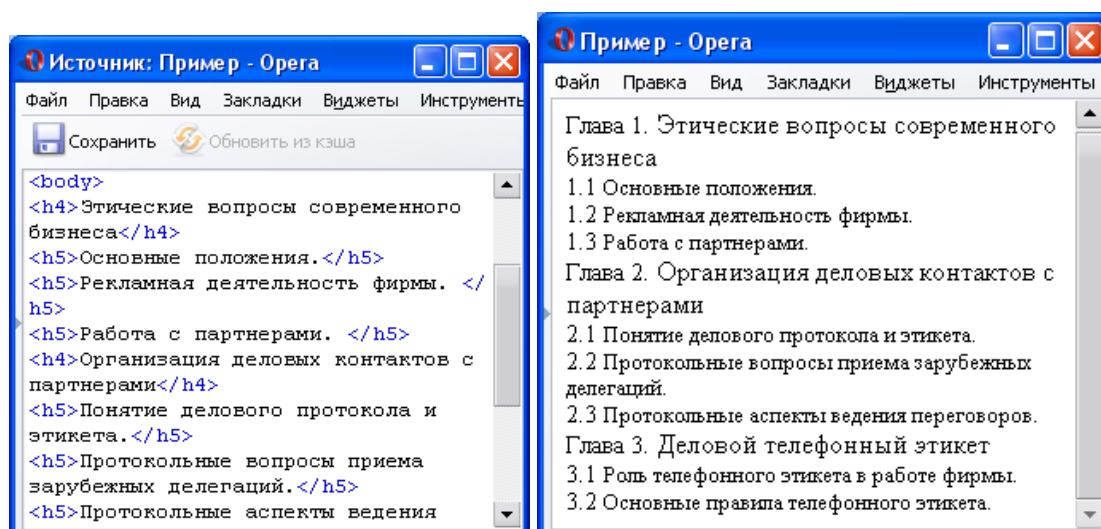 Источник: Пример - Opera
Файл Правка Вид Закладки Виджеты Инструменты
Сохранить Обновить из кэша
<body>
<h4>Этические вопросы современного
бизнеса</h4>
<h5>Основные положения.</h5>
<h5>Рекламная деятельность фирмы. </
h5>
<h5>Работа с партнерами. </h5>
<h4>Организация деловых контактов с
партнерами</h4>
<h5>Понятие делового протокола и
этикета.</h5>
<h5>Протокольные вопросы приема
зарубежных делегаций.</h5>
<h5>Протокольные аспекты ведения
Пример - Opera
Файл Правка Вид Закладки Виджеты Инструменты
Глава 1. Этические вопросы современного
бизнеса
1.1 Основные положения.
1.2 Рекламная деятельность фирмы.
1.3 Работа с партнерами.
Глава 2. Организация деловых контактов с
партнерами
2.1 Понятие делового протокола и этикета.
2.2 Протокольные вопросы приема зарубежных
делегаций.
2.3 Протокольные аспекты ведения переговоров.
Глава 3. Деловой телефонный этикет
3.1 Роль телефонного этикета в работе фирмы.
3.2 Основные правила телефонного этикета.